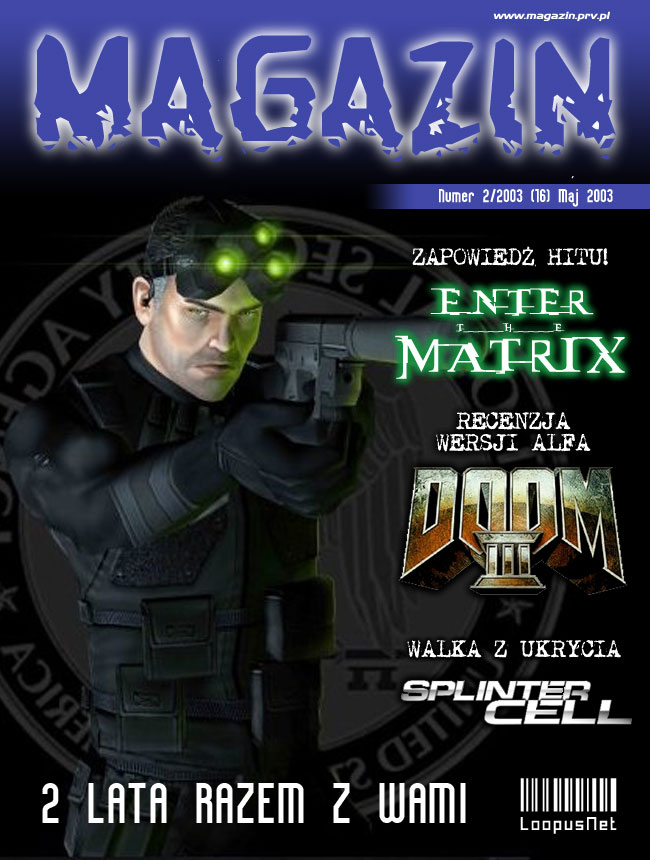 www.magazin.prv.pl
MAGAZIN
Numer 2/2003 (16) Maj 2003
ZAPOWIEDŹ HITU!
ENTER
THE
MATRIX
RECENZJA
WERSJI ALFA
DOOM
III
WALKA Z UKRYCIA
SPLINTER
CELL
2 LATA RAZEM Z WAMI
LoopusNet